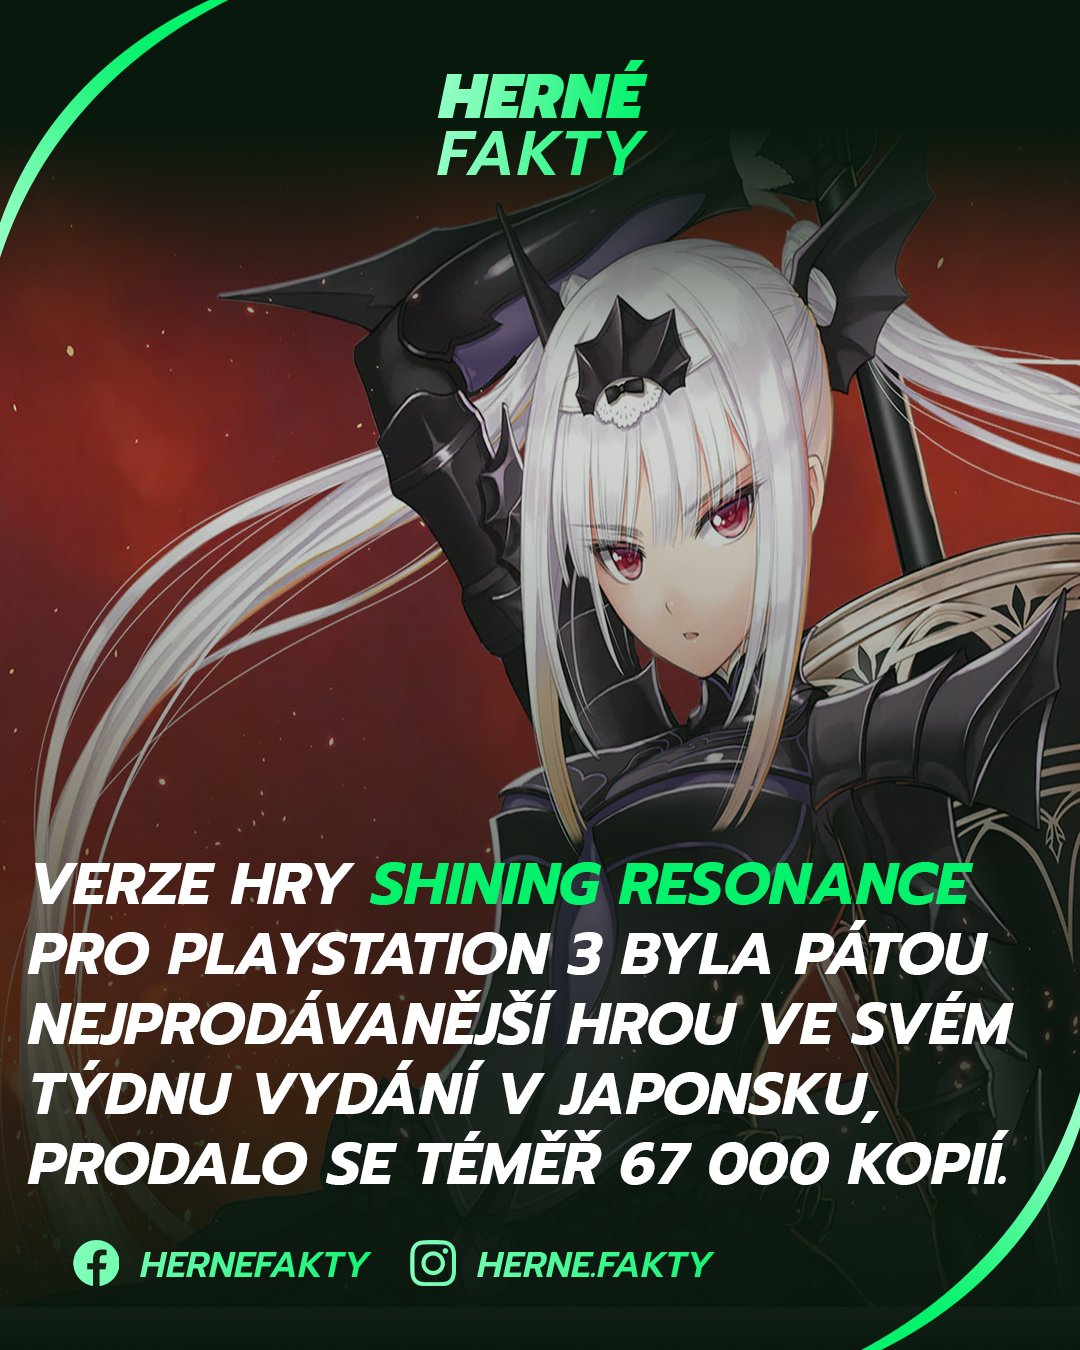 HERNÉ
FAKTY
VERZE HRY SHINING RESONANCE
PRO PLAYSTATION 3 BYLA PÁTOU
NEJPRODÁVANĚJŠÍ HROU VE SVÉM
TÝDNU VYDÁNÍ V JAPONSKU,
PRODALO SE TÉMĚŘ 67 000 KOPIÍ.
HERNEFAKTY HERNE.FAKTY